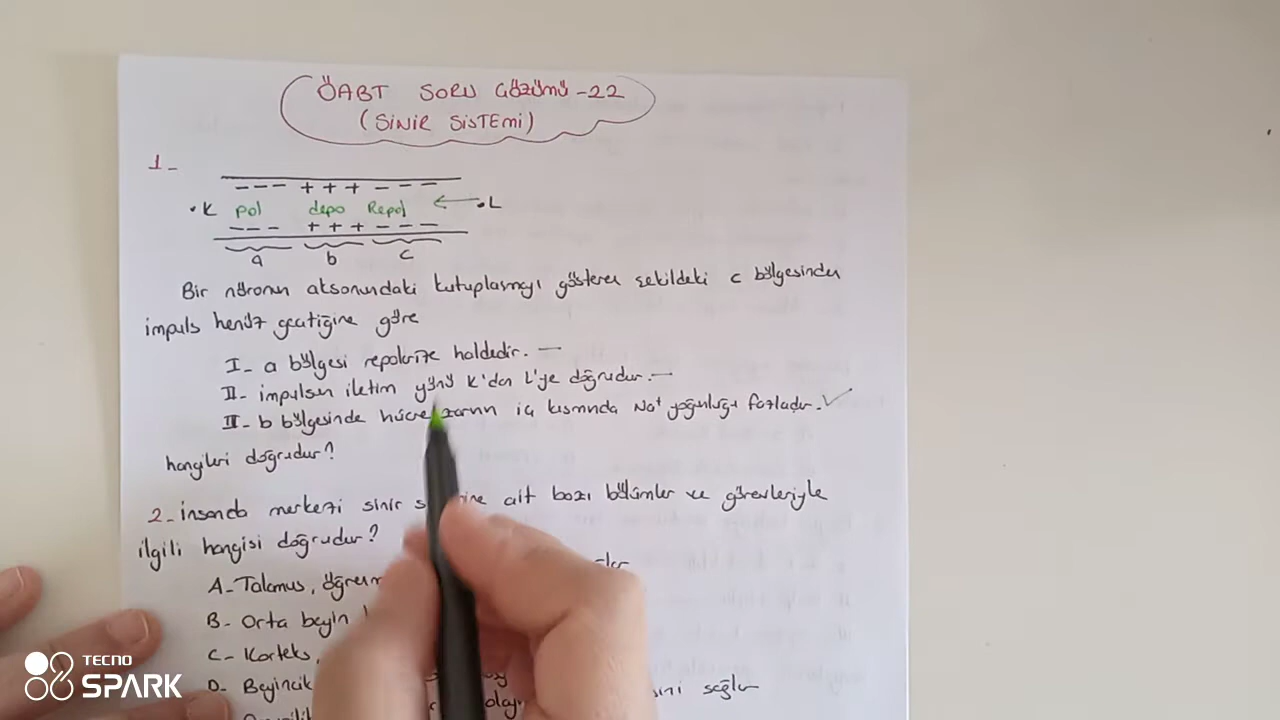 ÖABT SORU ÇÖZÜMÜ -22
(SİNİR SİSTEMİ)
1-
--- +++ ---
.K pol depo Repol ← .L
--- +++ ---
a b c
Bir nöronun aksonundaki kutuplaşmayı gösteren şekildeki c bölgesinden
impuls henüz geçtiğine göre
I- a bölgesi repolarize haldedir. —
II- impulsun iletim yönü K'dan L'ye doğrudur. —
III- b bölgesinde hücre zarının iç kısmında Na+ yoğunluğu fazladır. ✓
hangileri doğrudur?
2- İnsanda merkezi sinir ait bazı bölümler ve görevleriyle
ilgili hangisi doğrudur?
A- Talamus,
B- Orta beyin
C- Korteks,
D- Beyincik sağlar
TECNO
SPARK